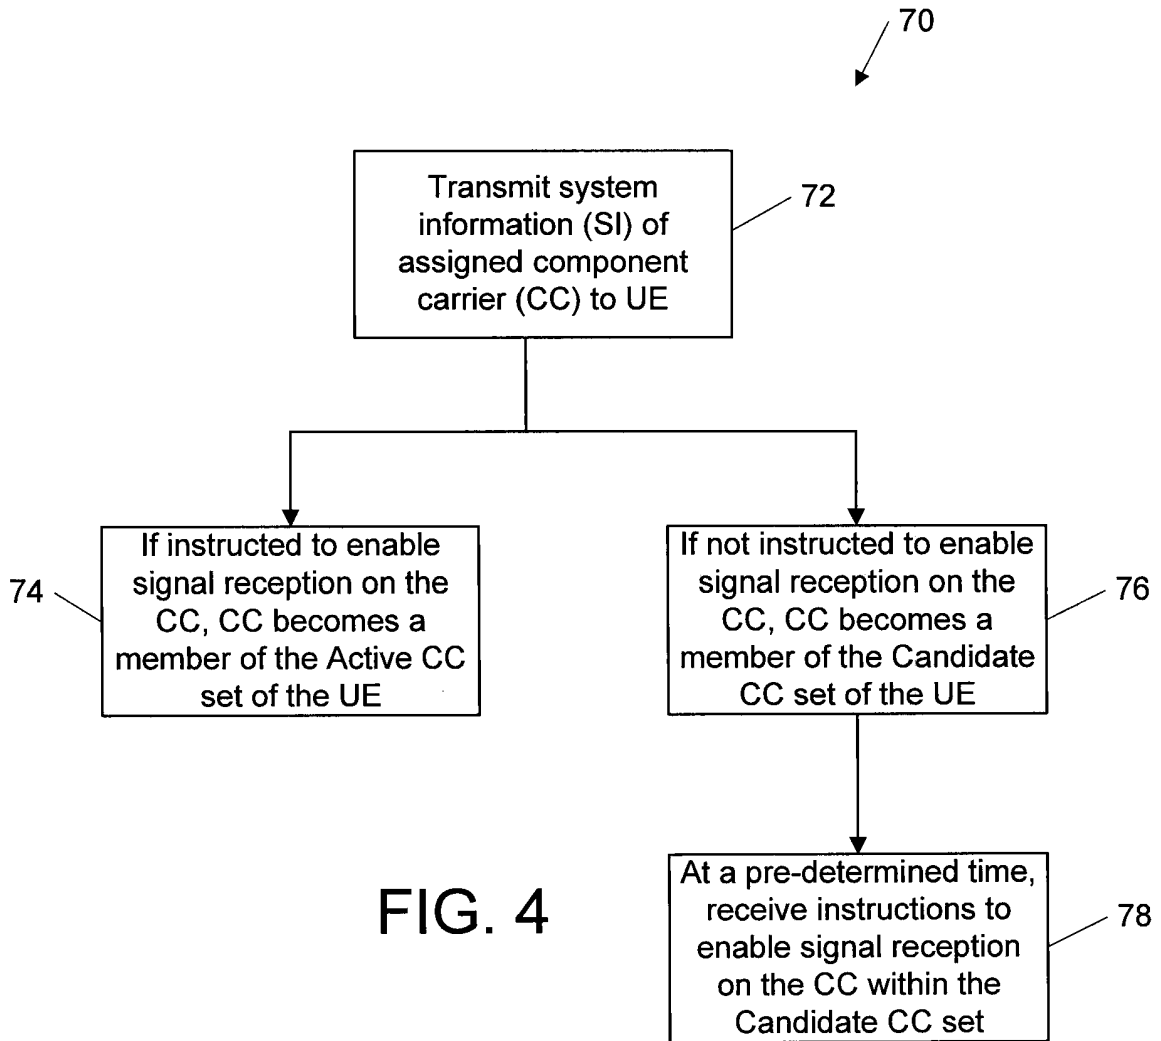 70
Transmit system
information (SI) of
assigned component
carrier (CC) to UE
72
If instructed to enable
signal reception on the
CC, CC becomes a
member of the Active CC
set of the UE
74
If not instructed to enable
signal reception on the
CC, CC becomes a
member of the Candidate
CC set of the UE
76
At a pre-determined time,
receive instructions to
enable signal reception
on the CC within the
Candidate CC set
78
FIG. 4